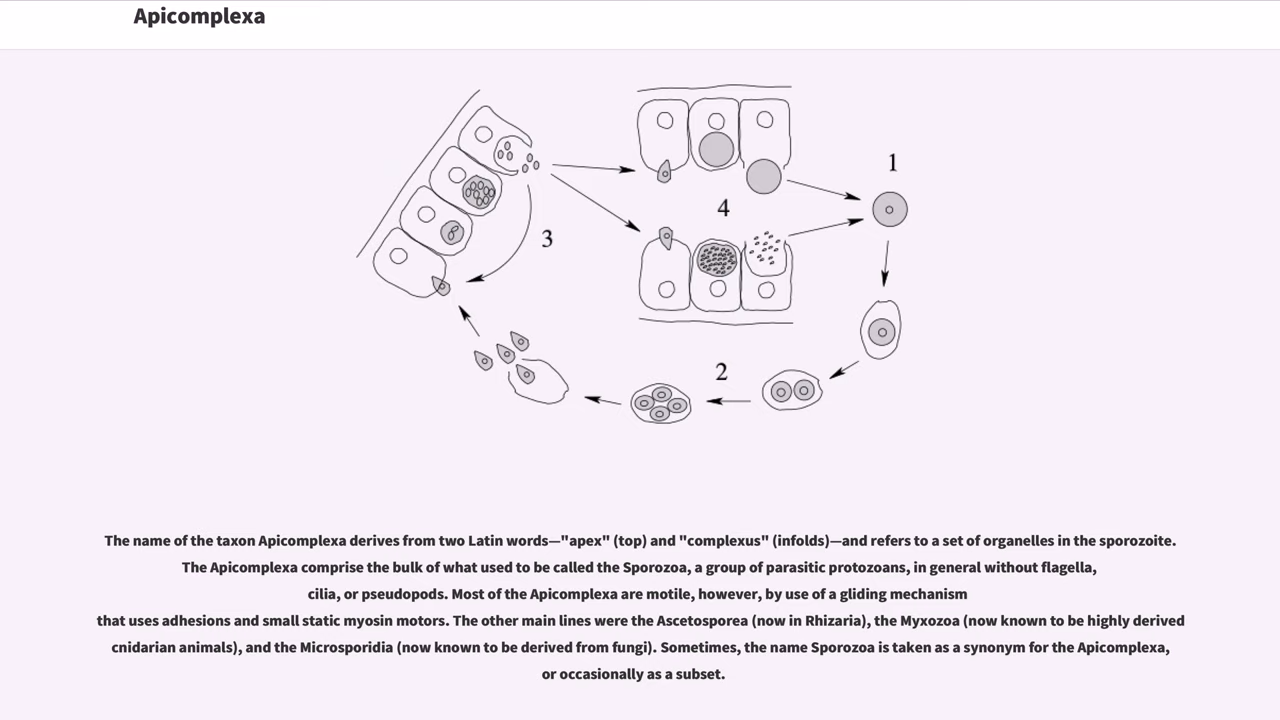 Apicomplexa
1
4
3
2
The name of the taxon Apicomplexa derives from two Latin words—"apex" (top) and "complexus" (infolds)—and refers to a set of organelles in the sporozoite.
The Apicomplexa comprise the bulk of what used to be called the Sporozoa, a group of parasitic protozoans, in general without flagella,
cilia, or pseudopods. Most of the Apicomplexa are motile, however, by use of a gliding mechanism
that uses adhesions and small static myosin motors. The other main lines were the Ascetosporea (now in Rhizaria), the Myxozoa (now known to be highly derived
cnidarian animals), and the Microsporidia (now known to be derived from fungi). Sometimes, the name Sporozoa is taken as a synonym for the Apicomplexa,
or occasionally as a subset.